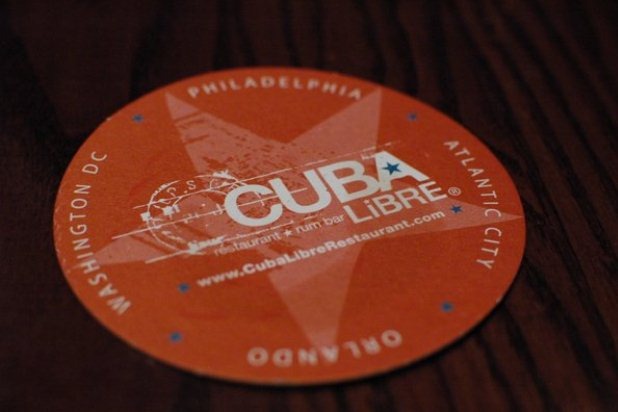 PHILADELPHIA
WASHINGTON DC
ATLANTIC CITY
CUBA
LiBRE®
restaurant ★ rum bar
www.CubaLibreRestaurant.com
ORLANDO